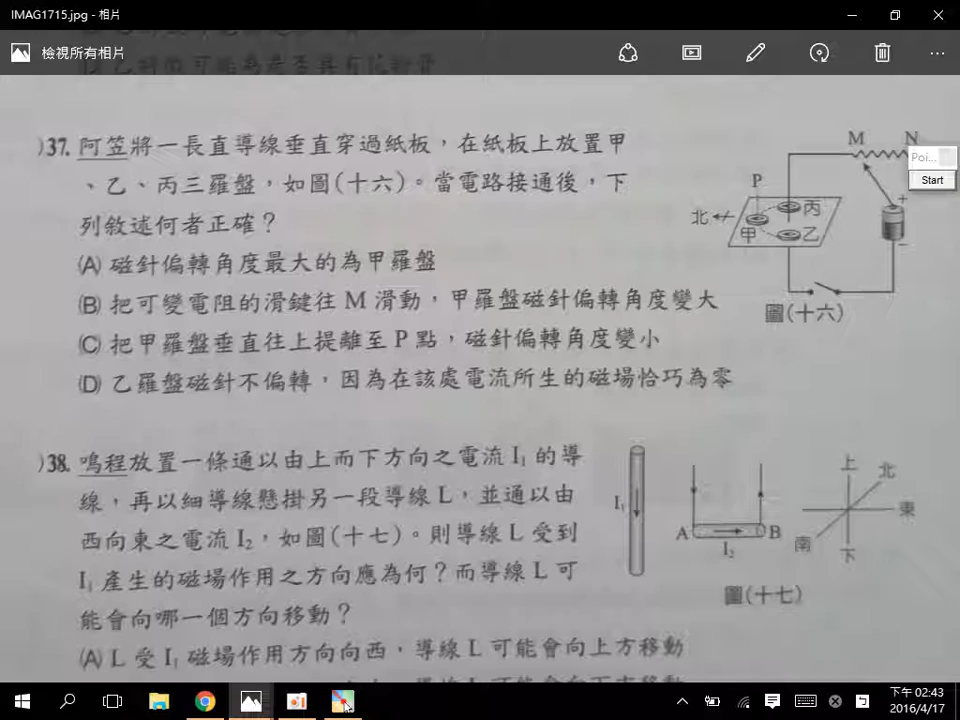 IMAG1715.jpg - 相片
檢視所有相片
)37. 阿笠將一長直導線垂直穿過紙板，在紙板上放置甲
、乙、丙三羅盤，如圖(十六)。當電路接通後，下
列敘述何者正確？
(A) 磁針偏轉角度最大的為甲羅盤
(B) 把可變電阻的滑鍵往 M 滑動，甲羅盤磁針偏轉角度變大
(C) 把甲羅盤垂直往上提離至 P 點，磁針偏轉角度變小
(D) 乙羅盤磁針不偏轉，因為在該處電流所生的磁場恰巧為零
M N
Poi...
Start
P
北
丙
甲
乙
+
-
圖(十六)
)38. 鳴程放置一條通以由上而下方向之電流 I₁ 的導
線，再以細導線懸掛另一段導線 L，並通以由
西向東之電流 I₂，如圖(十七)。則導線 L 受到
I₁ 產生的磁場作用之方向應為何？而導線 L 可
能會向哪一個方向移動？
(A) L 受 I₁ 磁場作用方向向西，導線 L 可能會向上方移動
I₁
A
B
I₂
上
北
東
南
下
圖(十七)
下午 02:43
2016/4/17